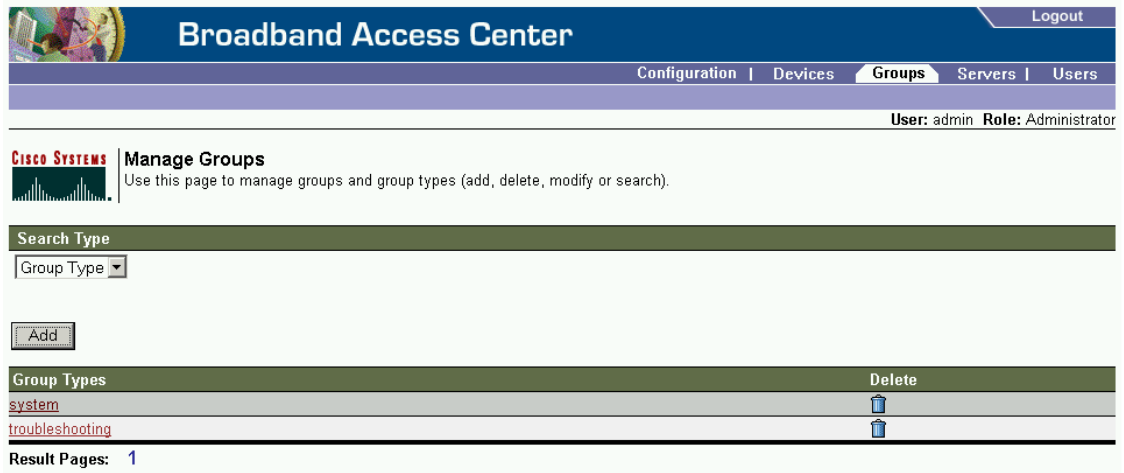 Logout
Broadband Access Center
Configuration | Devices Groups Servers | Users
User: admin Role: Administrator
CISCO SYSTEMS
Manage Groups
Use this page to manage groups and group types (add, delete, modify or search).
Search Type
Group Type
Add
Group Types Delete
system
troubleshooting
Result Pages: 1